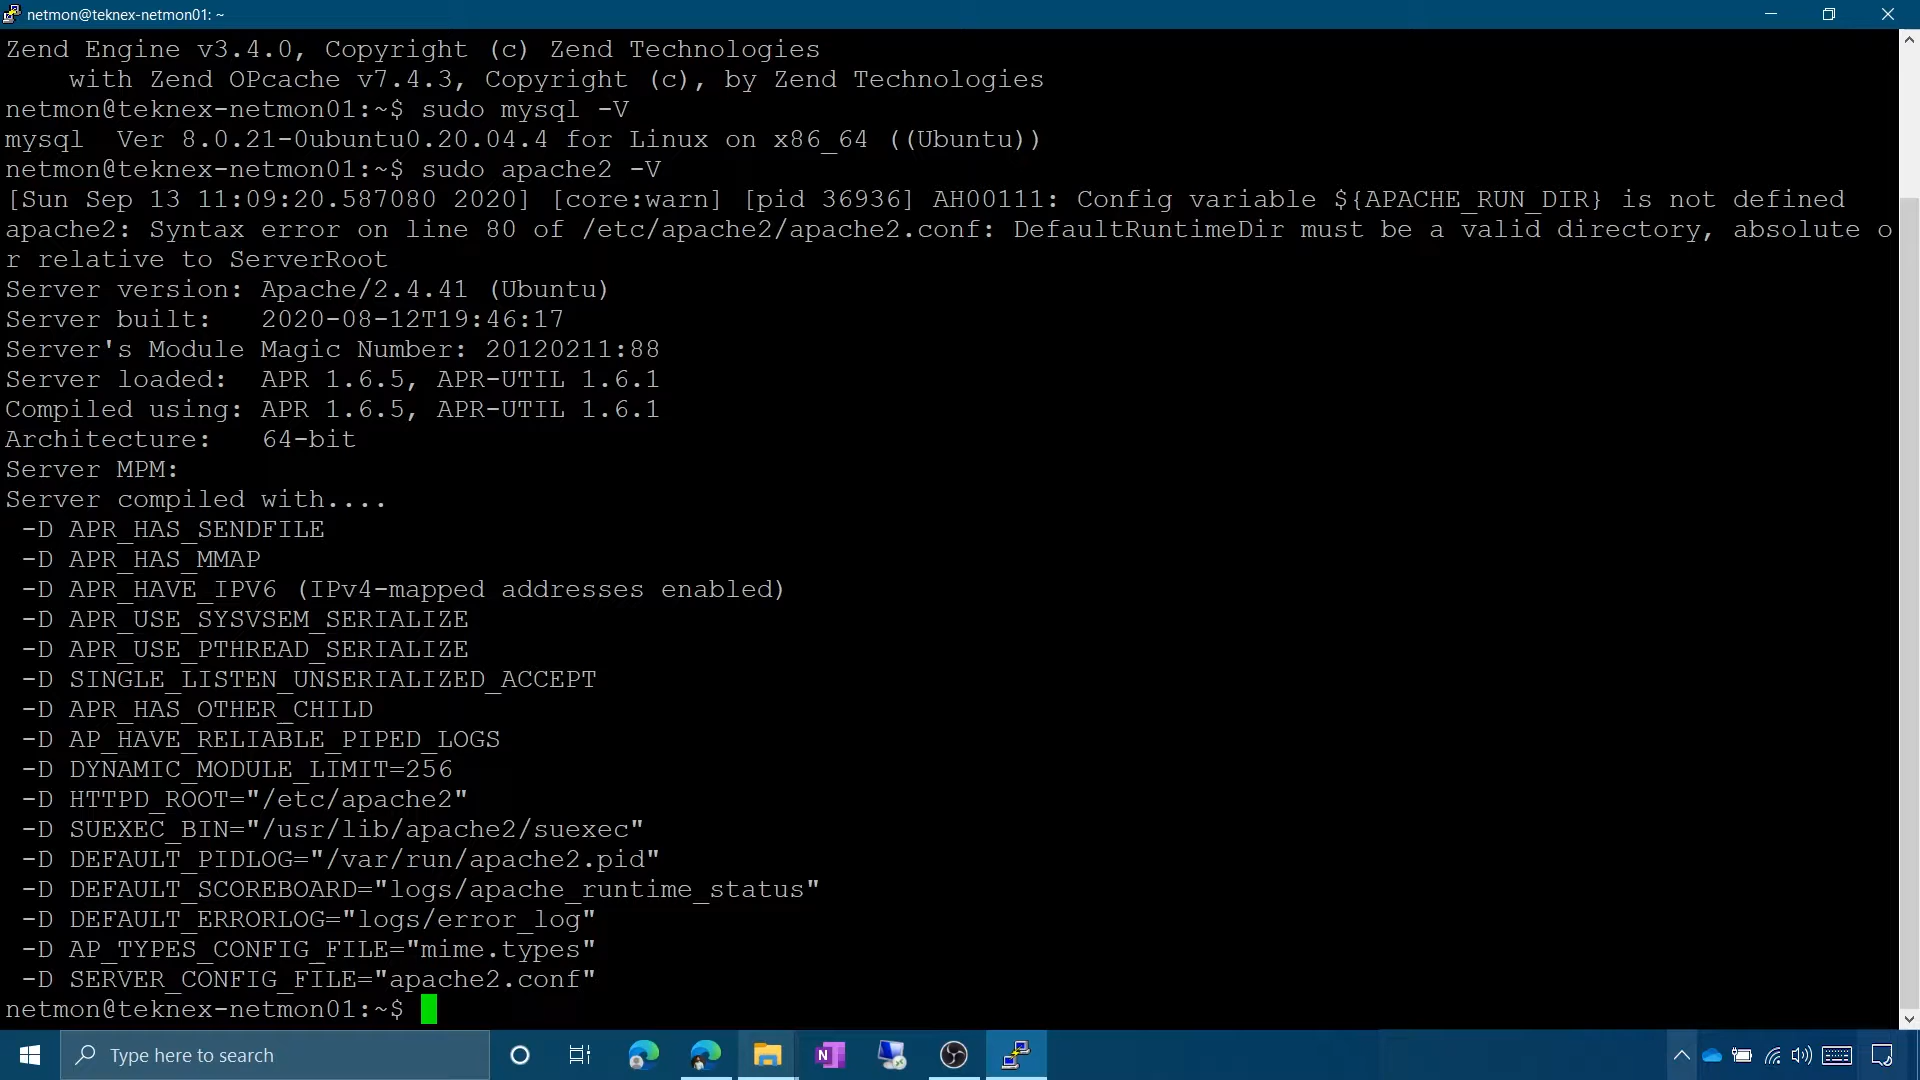 netmon@teknex-netmon01: ~
Zend Engine v3.4.0, Copyright (c) Zend Technologies
    with Zend OPcache v7.4.3, Copyright (c), by Zend Technologies
netmon@teknex-netmon01:~$ sudo mysql -V
mysql  Ver 8.0.21-0ubuntu0.20.04.4 for Linux on x86_64 ((Ubuntu))
netmon@teknex-netmon01:~$ sudo apache2 -V
[Sun Sep 13 11:09:20.587080 2020] [core:warn] [pid 36936] AH00111: Config variable ${APACHE_RUN_DIR} is not defined
apache2: Syntax error on line 80 of /etc/apache2/apache2.conf: DefaultRuntimeDir must be a valid directory, absolute o
r relative to ServerRoot
Server version: Apache/2.4.41 (Ubuntu)
Server built:   2020-08-12T19:46:17
Server's Module Magic Number: 20120211:88
Server loaded:  APR 1.6.5, APR-UTIL 1.6.1
Compiled using: APR 1.6.5, APR-UTIL 1.6.1
Architecture:   64-bit
Server MPM:
Server compiled with....
 -D APR_HAS_SENDFILE
 -D APR_HAS_MMAP
 -D APR_HAVE_IPV6 (IPv4-mapped addresses enabled)
 -D APR_USE_SYSVSEM_SERIALIZE
 -D APR_USE_PTHREAD_SERIALIZE
 -D SINGLE_LISTEN_UNSERIALIZED_ACCEPT
 -D APR_HAS_OTHER_CHILD
 -D AP_HAVE_RELIABLE_PIPED_LOGS
 -D DYNAMIC_MODULE_LIMIT=256
 -D HTTPD_ROOT="/etc/apache2"
 -D SUEXEC_BIN="/usr/lib/apache2/suexec"
 -D DEFAULT_PIDLOG="/var/run/apache2.pid"
 -D DEFAULT_SCOREBOARD="logs/apache_runtime_status"
 -D DEFAULT_ERRORLOG="logs/error_log"
 -D AP_TYPES_CONFIG_FILE="mime.types"
 -D SERVER_CONFIG_FILE="apache2.conf"
netmon@teknex-netmon01:~$
Type here to search
N